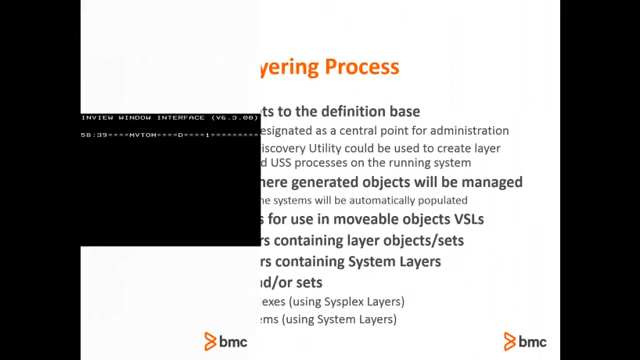 yering Process
INVIEW WINDOW INTERFACE (V6.3.00)
58:39====MVTOM====D====1====
ts to the definition base
esignated as a central point for administration
iscovery Utility could be used to create layer
d USS processes on the running system
here generated objects will be managed
ne systems will be automatically populated
s for use in moveable objects VSLs
rs containing layer objects/sets
rs containing System Layers
nd/or sets
exes (using Sysplex Layers)
ems (using System Layers)
bmc
bmc